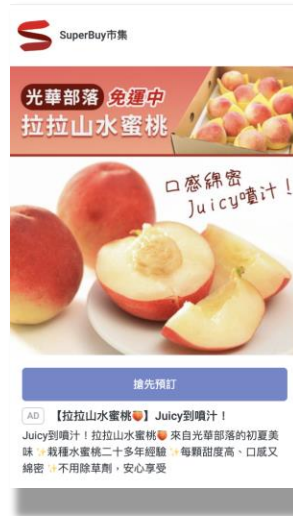 SuperBuy市集
光華部落 免運中
拉拉山水蜜桃
口感綿密
Juicy噴汁！
搶先預訂
AD 【拉拉山水蜜桃🍑】Juicy到噴汁！
Juicy到噴汁！拉拉山水蜜桃🍑 來自光華部落的初夏美
味✨栽種水蜜桃二十多年經驗✨每顆甜度高、口感又
綿密✨不用除草劑，安心享受